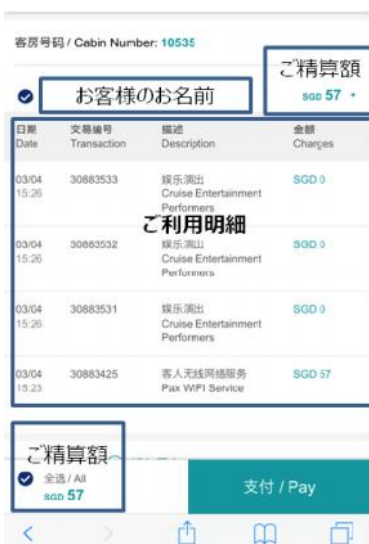 客房号码 / Cabin Number: 10535
ご精算額
SGD 57
お客様のお名前
日期 交易编号 描述 金额
Date Transaction Description Charges
03/04 30883533 娱乐演出 SGD 0
15:26 Cruise Entertainment
Performers
ご利用明細
03/04 30883532 娱乐演出 SGD 0
15:26 Cruise Entertainment
Performers
03/04 30883531 娱乐演出 SGD 0
15:26 Cruise Entertainment
Performers
03/04 30883425 客人无线网络服务 SGD 57
15:23 Pax WIFI Service
ご精算額
全选 / All
SGD 57
支付 / Pay